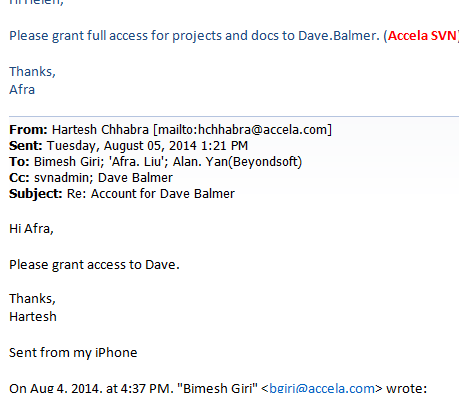 Hi Helen,
Please grant full access for projects and docs to Dave.Balmer. (Accela SVN)
Thanks,
Afra
From: Hartesh Chhabra [mailto:hchhabra@accela.com]
Sent: Tuesday, August 05, 2014 1:21 PM
To: Bimesh Giri; 'Afra. Liu'; Alan. Yan(Beyondsoft)
Cc: svnadmin; Dave Balmer
Subject: Re: Account for Dave Balmer
Hi Afra,
Please grant access to Dave.
Thanks,
Hartesh
Sent from my iPhone
On Aug 4, 2014, at 4:37 PM, "Bimesh Giri" <bgiri@accela.com> wrote: